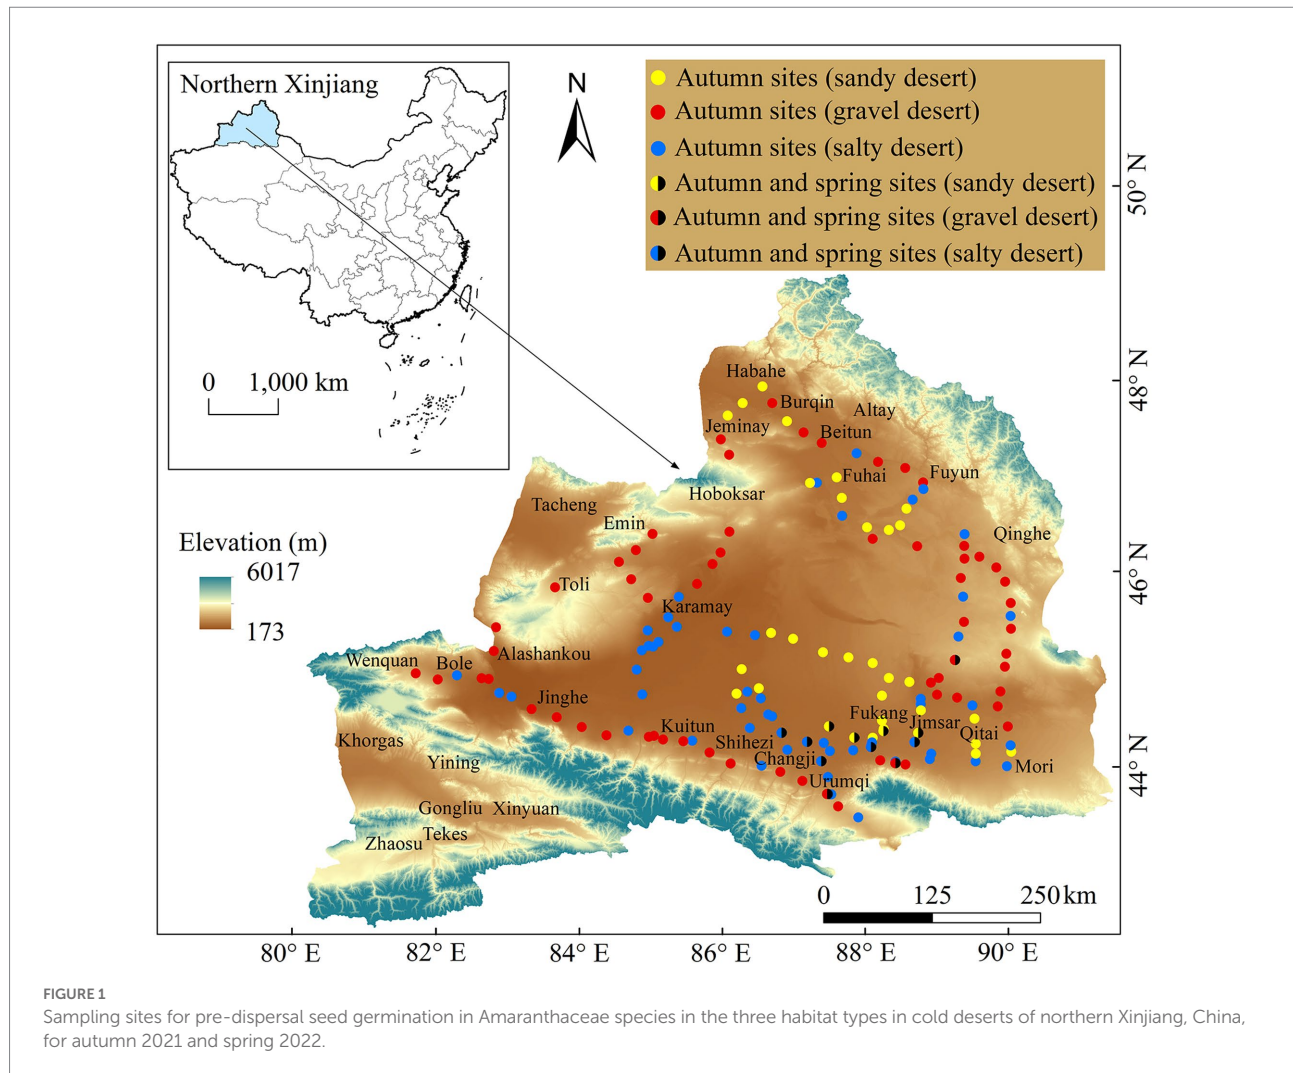 Northern Xinjiang
N
Autumn sites (sandy desert)
Autumn sites (gravel desert)
Autumn sites (salty desert)
Autumn and spring sites (sandy desert)
Autumn and spring sites (gravel desert)
Autumn and spring sites (salty desert)
0 1,000 km
50° N
48° N
46° N
44° N
Habahe
Burqin
Altay
Jeminay
Beitun
Fuhai
Fuyun
Hoboksar
Tacheng
Emin
Qinghe
Elevation (m)
6017
173
Toli
Karamay
Alashankou
Wenquan
Bole
Jinghe
Fukang
Jimsar
Kuitun
Qitai
Khorgas
Shihezi
Yining
Changji
Mori
Urumqi
Gongliu
Xinyuan
Tekes
Zhaosu
0 125 250 km
80° E 82° E 84° E 86° E 88° E 90° E
FIGURE 1
Sampling sites for pre-dispersal seed germination in Amaranthaceae species in the three habitat types in cold deserts of northern Xinjiang, China,
for autumn 2021 and spring 2022.